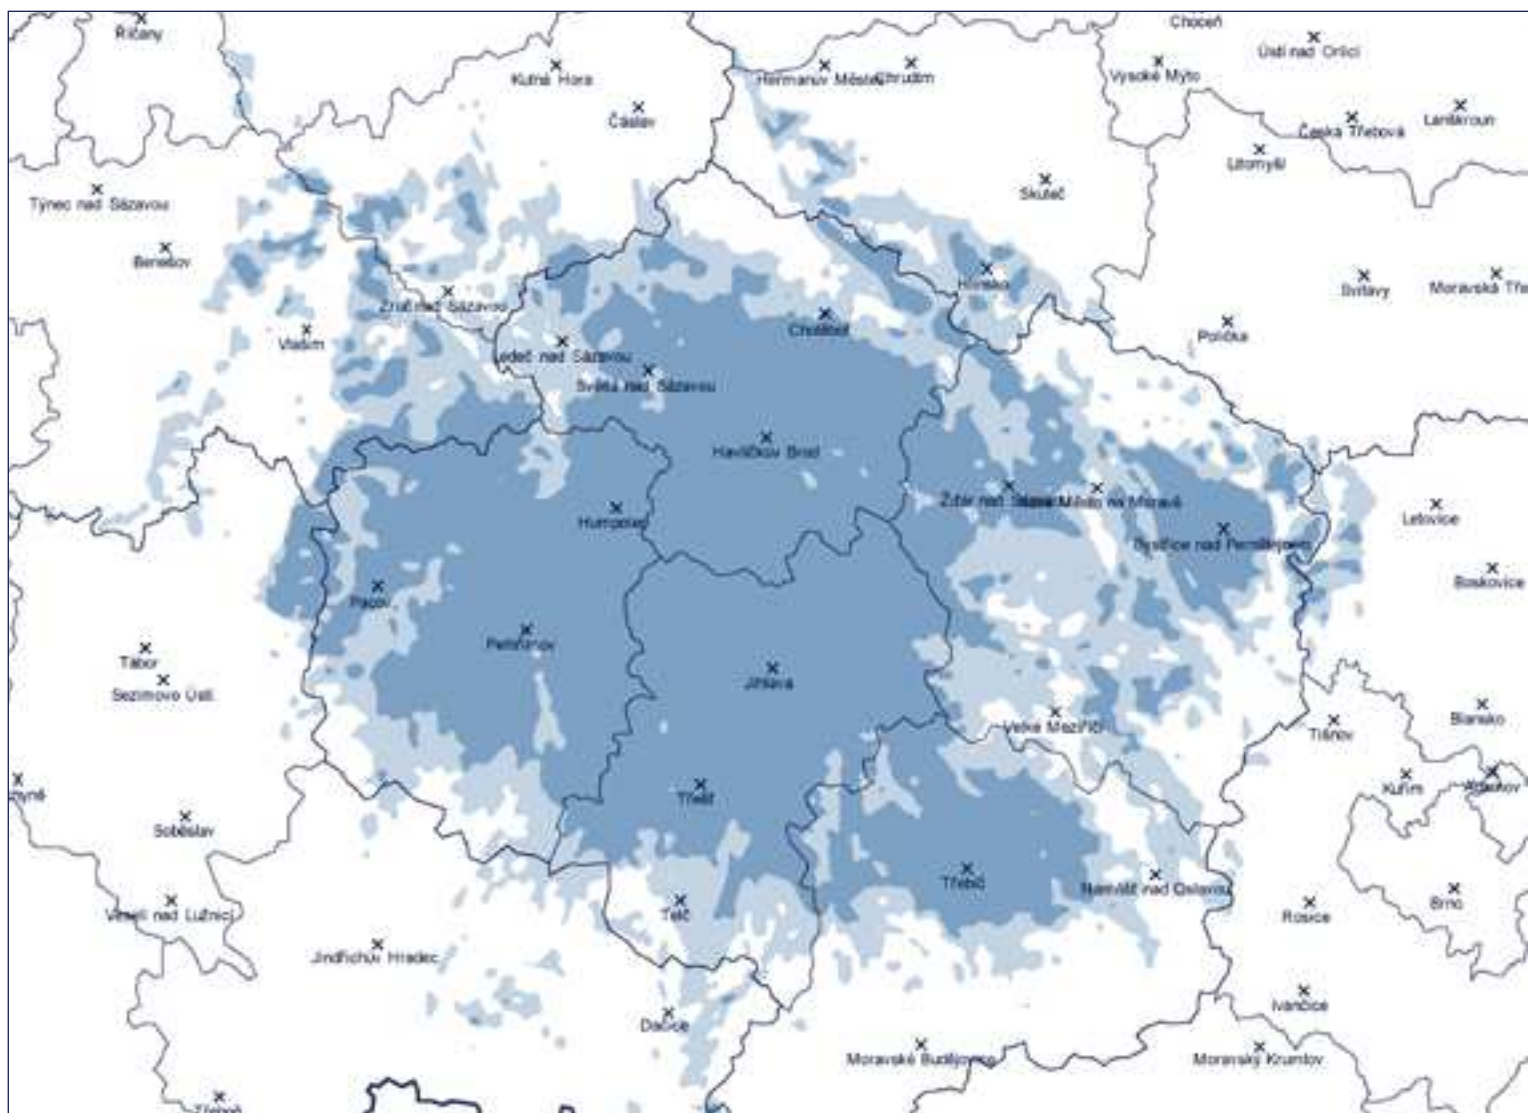 Choceň
Říčany
Ústí nad Orlicí
Kutná Hora
Heřmanův Městec
Chrudim
Vysoké Mýto
Čáslav
Česká Třebová
Lanškroun
Litomyšl
Týnec nad Sázavou
Skuteč
Benešov
Hlinsko
Svitavy
Moravská Tře
Zruč nad Sázavou
Vlašim
Chotěboř
Polička
Ledeč nad Sázavou
Světlá nad Sázavou
Havlíčkův Brod
Žďár nad Sázav
Město na Moravě
Letovice
Humpolec
Bystřice nad Pernštejnem
Boskovice
Pacov
Pelhřimov
Tábor
Jihlava
Sezimovo Ústí
Velké Meziříčí
Blansko
Tišnov
Třešť
Kuřim
Adamov
Soběslav
Třebíč
Náměšť nad Oslavou
Veselí nad Lužnicí
Telč
Rosice
Brno
Jindřichův Hradec
Ivančice
Dačice
Moravské Budějovice
Moravský Krumlov
Třeboň